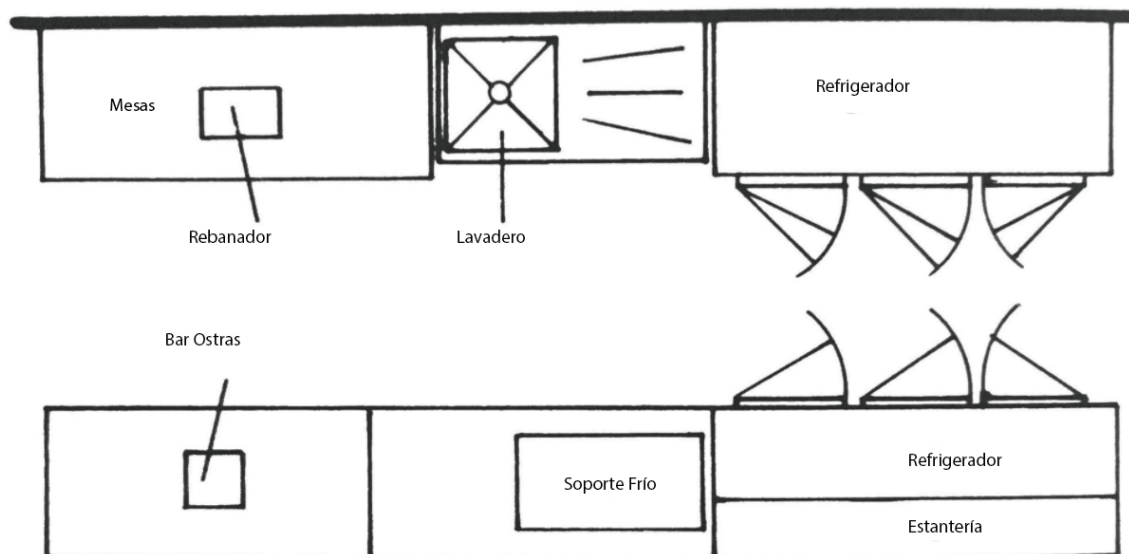 Mesas
Refrigerador
Rebanador
Lavadero
Bar Ostras
Soporte Frío
Refrigerador
Estantería